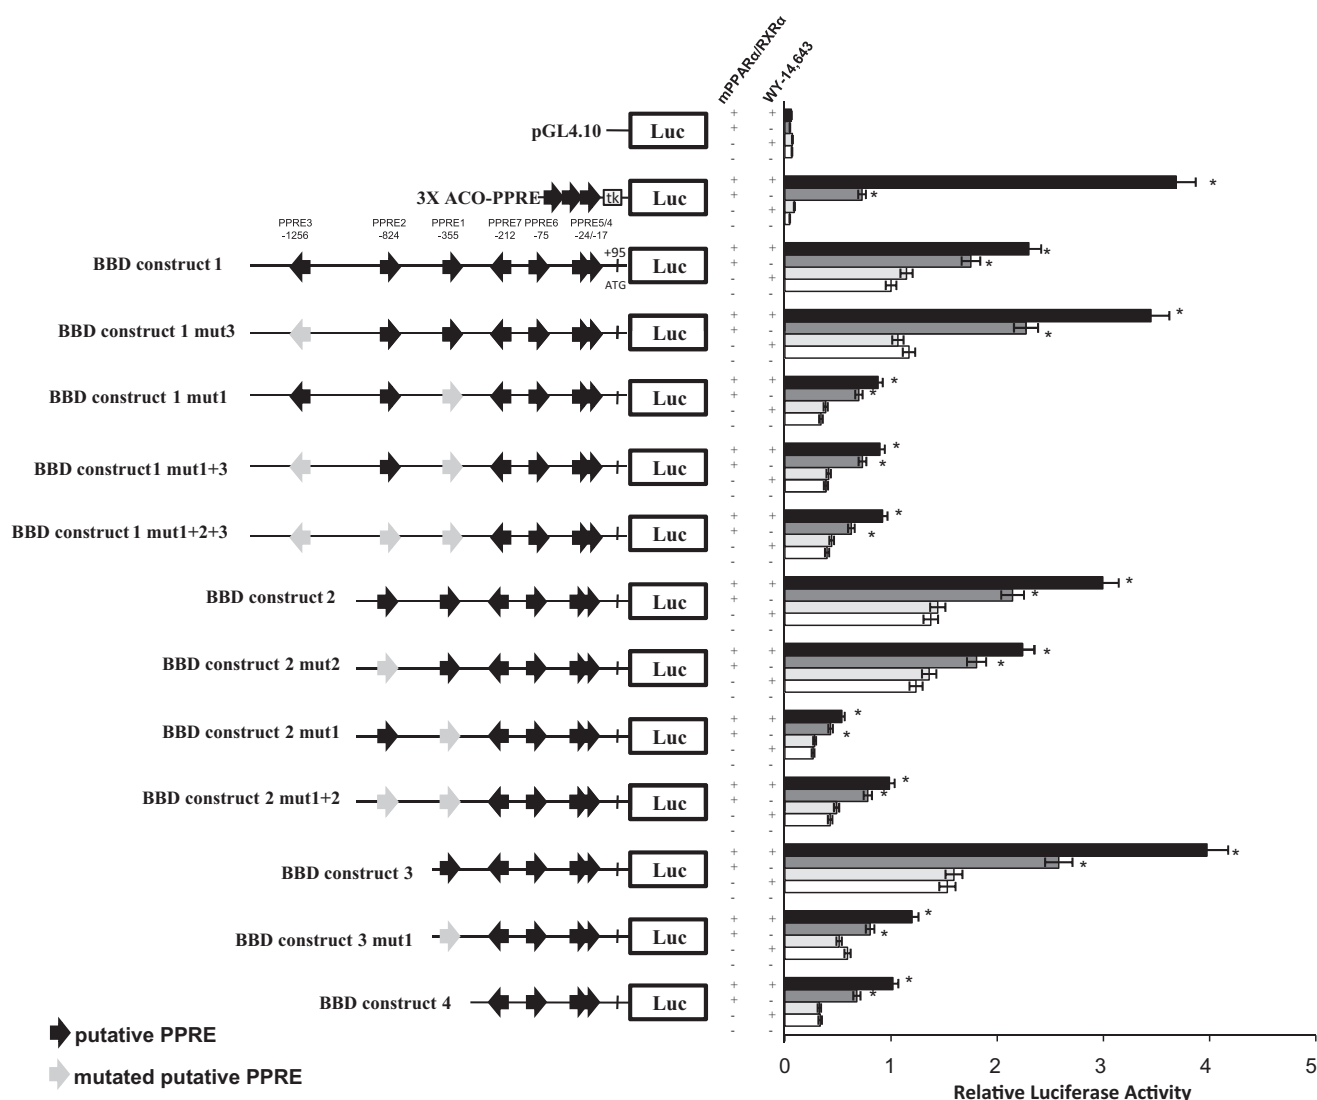 mPPARα/RXRα WY-14,643
pGL4.10 Luc + +
+ -
- +
- -
3X ACO-PPRE tk Luc + + *
+ - *
- +
- -
PPRE3 PPRE2 PPRE1 PPRE7 PPRE6 PPRE5/4
-1256 -824 -355 -212 -75 -24/-17
BBD construct 1 +95 Luc + + *
ATG + - *
- +
- -
BBD construct 1 mut3 Luc + + *
+ - *
- +
- -
BBD construct 1 mut1 Luc + + *
+ - *
- +
- -
BBD construct1 mut1+3 Luc + + *
+ - *
- +
- -
BBD construct 1 mut1+2+3 Luc + + *
+ - *
- +
- -
BBD construct 2 Luc + + *
+ - *
- +
- -
BBD construct 2 mut2 Luc + + *
+ - *
- +
- -
BBD construct 2 mut1 Luc + + *
+ - *
- +
- -
BBD construct 2 mut1+2 Luc + + *
+ - *
- +
- -
BBD construct 3 Luc + + *
+ - *
- +
- -
BBD construct 3 mut1 Luc + + *
+ - *
- +
- -
BBD construct 4 Luc + + *
+ - *
- +
- -
putative PPRE
mutated putative PPRE
0 1 2 3 4 5
Relative Luciferase Activity